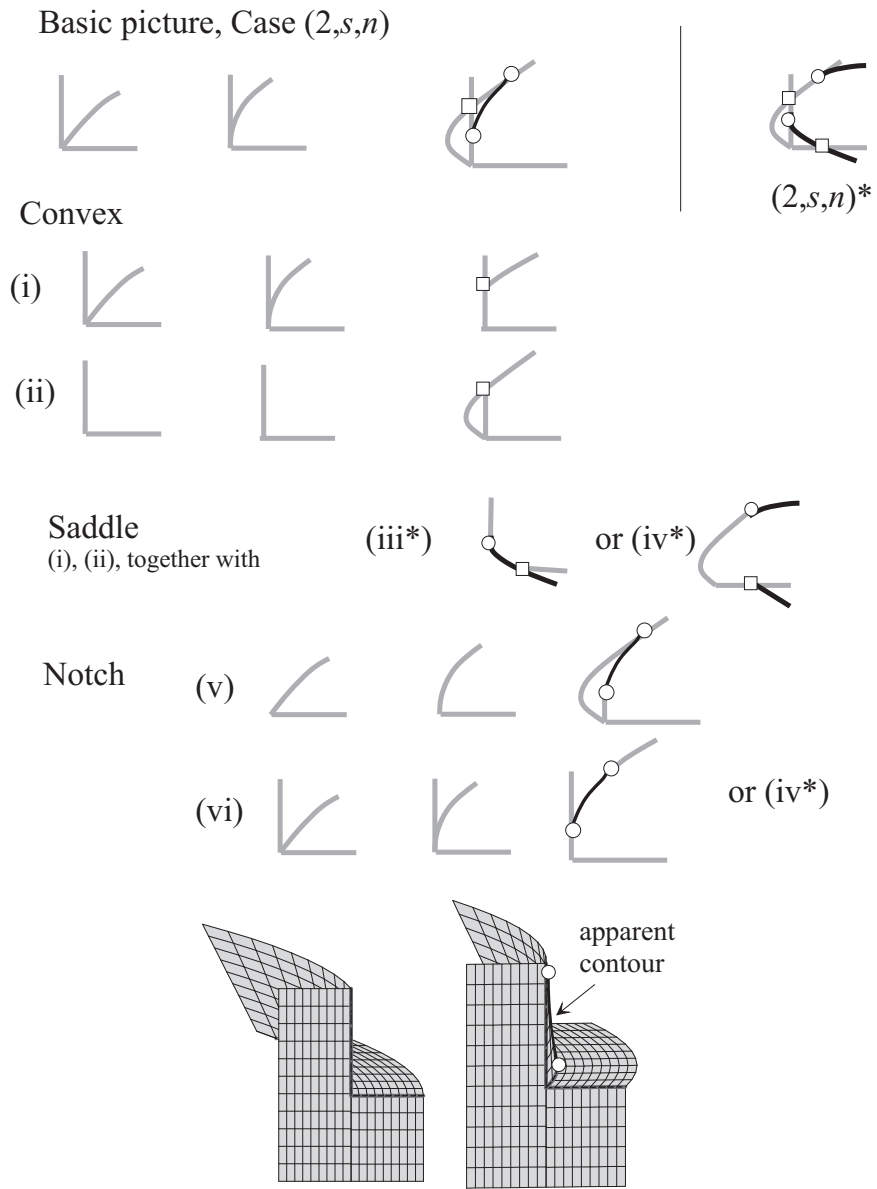 Basic picture, Case (2,s,n)
(2,s,n)*
Convex
(i)
(ii)
Saddle
(i), (ii), together with
(iii*)
or (iv*)
Notch
(v)
(vi)
or (iv*)
apparent
contour